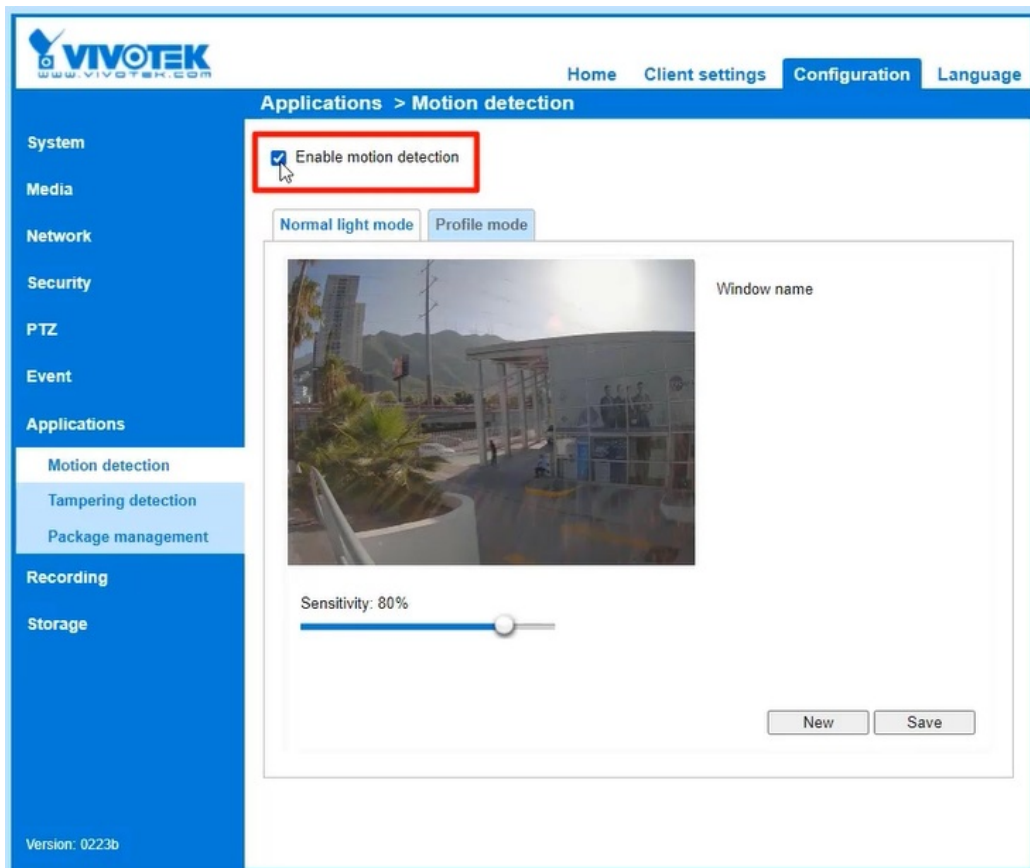 VIVOTEK
www.vivotek.com
Home Client settings Configuration Language
Applications > Motion detection
System
Media
Network
Security
PTZ
Event
Applications
Motion detection
Tampering detection
Package management
Recording
Storage
Version: 0223b
Enable motion detection
Normal light mode Profile mode
Window name
Sensitivity: 80%
New Save